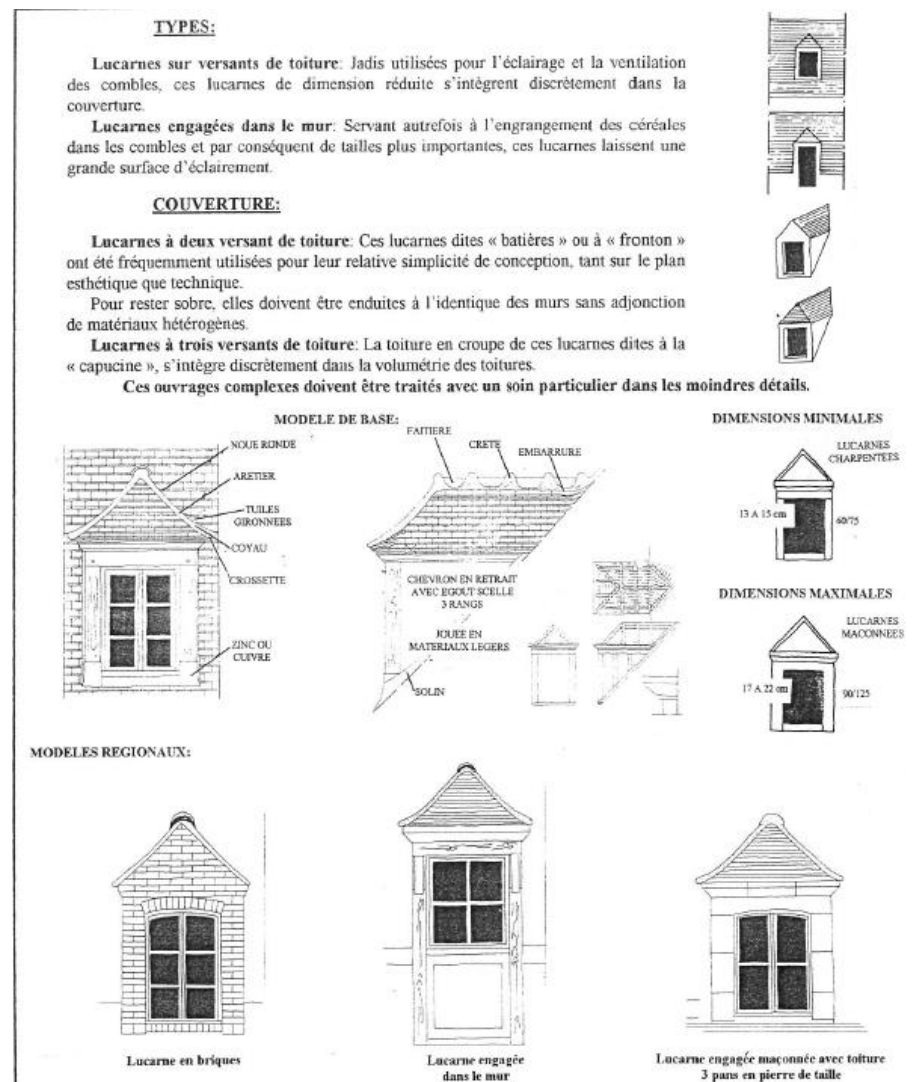 TYPES:
Lucarnes sur versants de toiture: Jadis utilisées pour l'éclairage et la ventilation
des combles, ces lucarnes de dimension réduite s'intègrent discrètement dans la
couverture.
Lucarnes engagées dans le mur: Servant autrefois à l'engrangement des céréales
dans les combles et par conséquent de tailles plus importantes, ces lucarnes laissent une
grande surface d'éclairement.
COUVERTURE:
Lucarnes à deux versant de toiture: Ces lucarnes dites « batières » ou à « fronton »
ont été fréquemment utilisées pour leur relative simplicité de conception, tant sur le plan
esthétique que technique.
Pour rester sobre, elles doivent être enduites à l'identique des murs sans adjonction
de matériaux hétérogènes.
Lucarnes à trois versants de toiture: La toiture en croupe de ces lucarnes dites à la
« capucine », s'intègre discrètement dans la volumétrie des toitures.
Ces ouvrages complexes doivent être traités avec un soin particulier dans les moindres détails.
MODELE DE BASE:
NOUE RONDE
ARETIER
TUILES
GIRONNEES
COYAU
CROSSETTE
ZINC OU
CUIVRE
FAITIERE
CRETE
EMBARRURE
CHEVRON EN RETRAIT
AVEC EGOUT SCELLE
3 RANGS
JOUEE EN
MATERIAUX LEGERS
SOLIN
DIMENSIONS MINIMALES
LUCARNES
CHARPENTEES
13 A 15 cm
60/75
DIMENSIONS MAXIMALES
LUCARNES
MACONNEES
17 A 22 cm
90/125
MODELES REGIONAUX:
Lucarne en briques
Lucarne engagée
dans le mur
Lucarne engagée maçonnée avec toiture
3 pans en pierre de taille